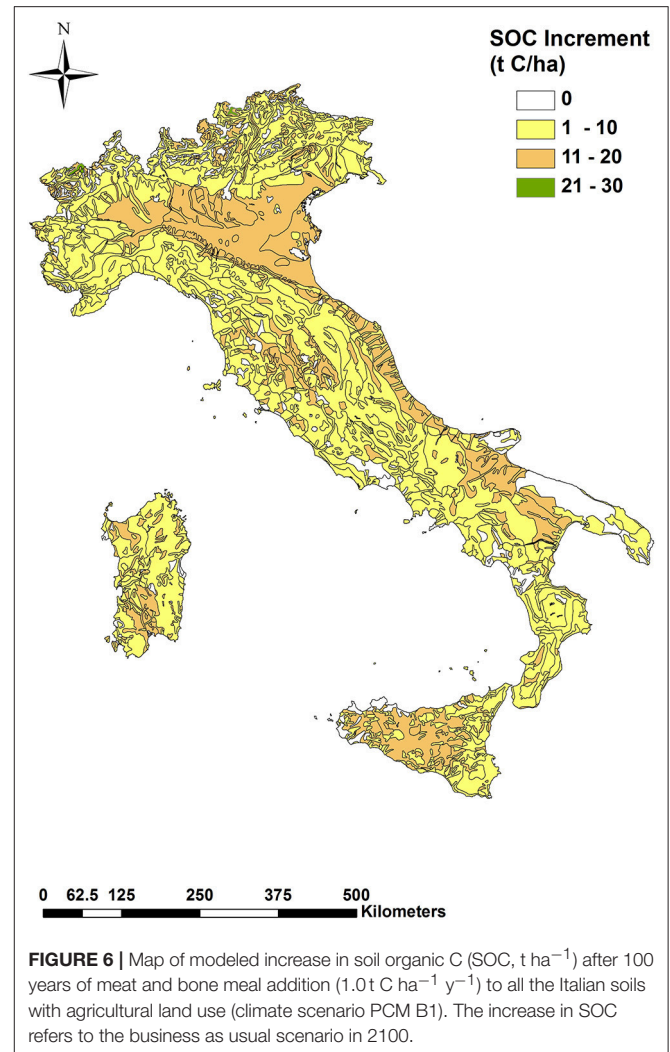 N
SOC Increment
(t C/ha)
0
1 - 10
11 - 20
21 - 30
0 62.5 125 250 375 500
Kilometers
FIGURE 6 | Map of modeled increase in soil organic C (SOC, t ha⁻¹) after 100
years of meat and bone meal addition (1.0 t C ha⁻¹ y⁻¹) to all the Italian soils
with agricultural land use (climate scenario PCM B1). The increase in SOC
refers to the business as usual scenario in 2100.